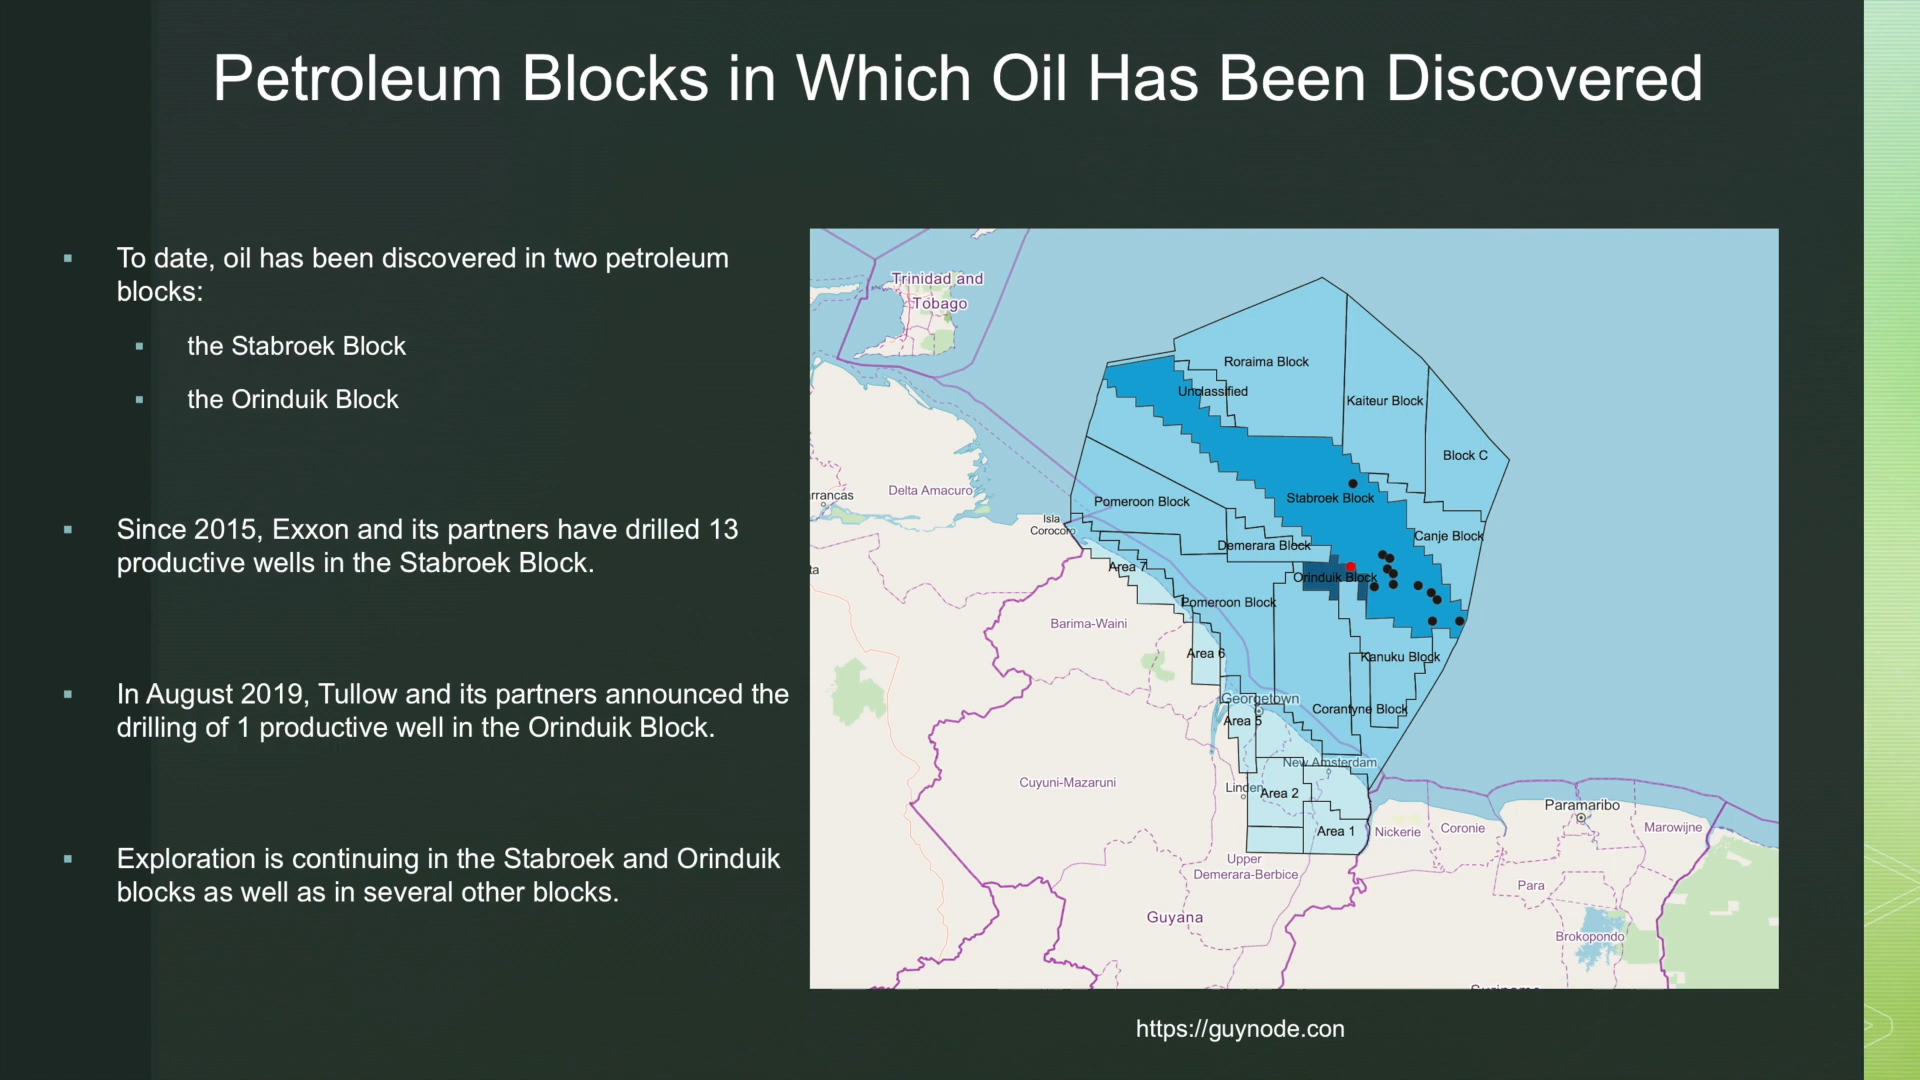 Petroleum Blocks in Which Oil Has Been Discovered
To date, oil has been discovered in two petroleum
blocks:
the Stabroek Block
the Orinduik Block
Since 2015, Exxon and its partners have drilled 13
productive wells in the Stabroek Block.
In August 2019, Tullow and its partners announced the
drilling of 1 productive well in the Orinduik Block.
Exploration is continuing in the Stabroek and Orinduik
blocks as well as in several other blocks.
Trinidad and
Tobago
Roraima Block
Unclassified
Kaiteur Block
Block C
rrancas
Delta Amacuro
Pomeroon Block
Stabroek Block
Isla
Corocoro
Demerara Block
Canje Block
ta
Area 7
Orinduik Block
Pomeroon Block
Barima-Waini
Area 6
Kanuku Block
Georgetown
Area 5
Corantyne Block
New Amsterdam
Cuyuni-Mazaruni
Linden
Area 2
Area 1
Paramaribo
Nickerie
Coronie
Marowijne
Upper
Demerara-Berbice
Para
Guyana
Brokopondo
Suriname
https://guynode.con